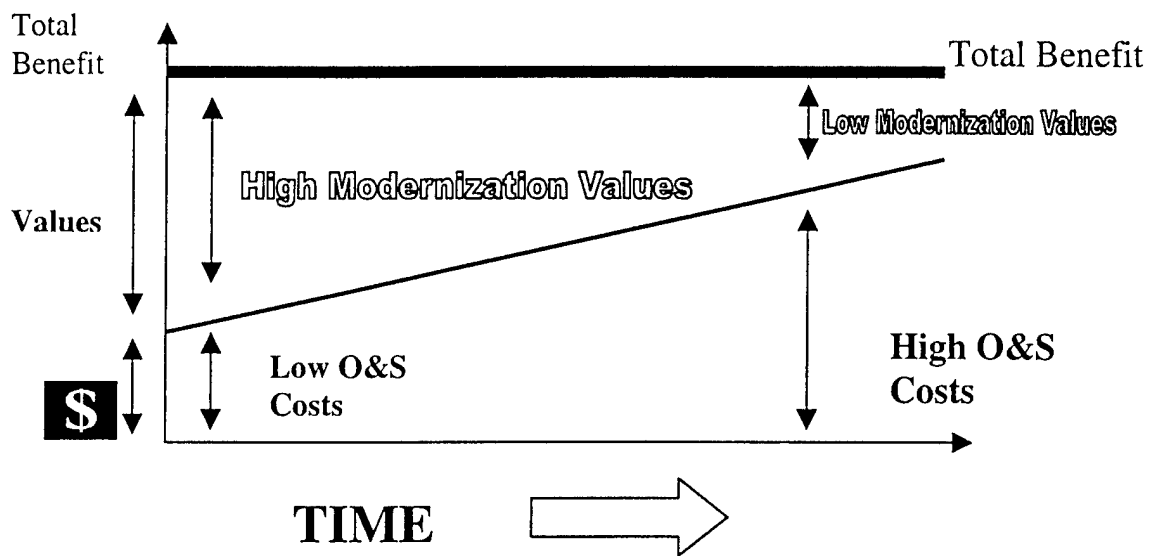 Total
Benefit
Total Benefit
Low Modernization Values
High Modernization Values
Values
Low O&S
Costs
High O&S
Costs
$
TIME